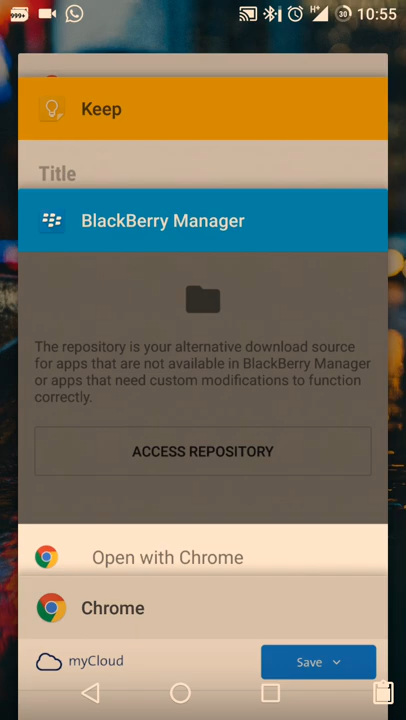 999+
H+
30
10:55
Keep
Title
BlackBerry Manager
The repository is your alternative download source
for apps that are not available in BlackBerry Manager
or apps that need custom modifications to function
correctly.
ACCESS REPOSITORY
Open with Chrome
Chrome
myCloud
Save